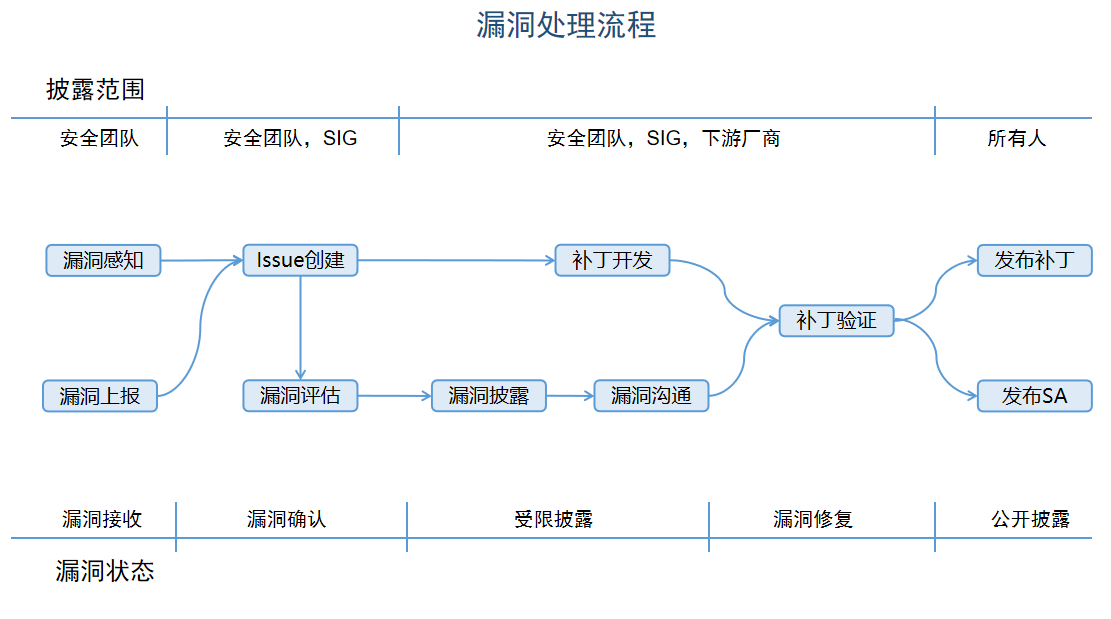 漏洞处理流程
披露范围
安全团队 安全团队，SIG 安全团队，SIG，下游厂商 所有人
漏洞感知 Issue创建 补丁开发 发布补丁
补丁验证
漏洞上报 漏洞评估 漏洞披露 漏洞沟通 发布SA
漏洞接收 漏洞确认 受限披露 漏洞修复 公开披露
漏洞状态